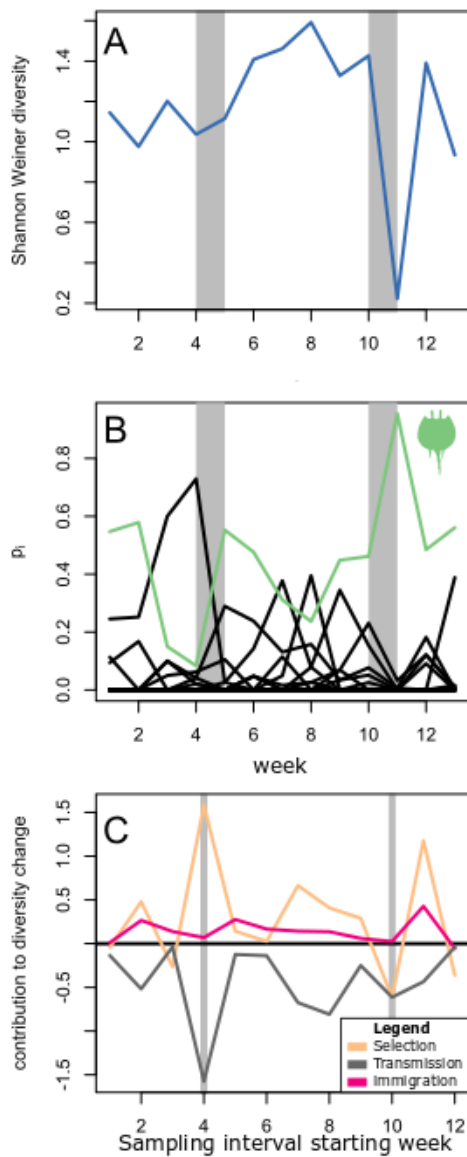 A
Shannon Weiner diversity
0.2 0.6 1.0 1.4
2 4 6 8 10 12
B
pi
0.0 0.2 0.4 0.6 0.8
2 4 6 8 10 12
week
C
contribution to diversity change
-1.5 -0.5 0.5 1.0 1.5
Legend
Selection
Transmission
Immigration
2 4 6 8 10 12
Sampling interval starting week